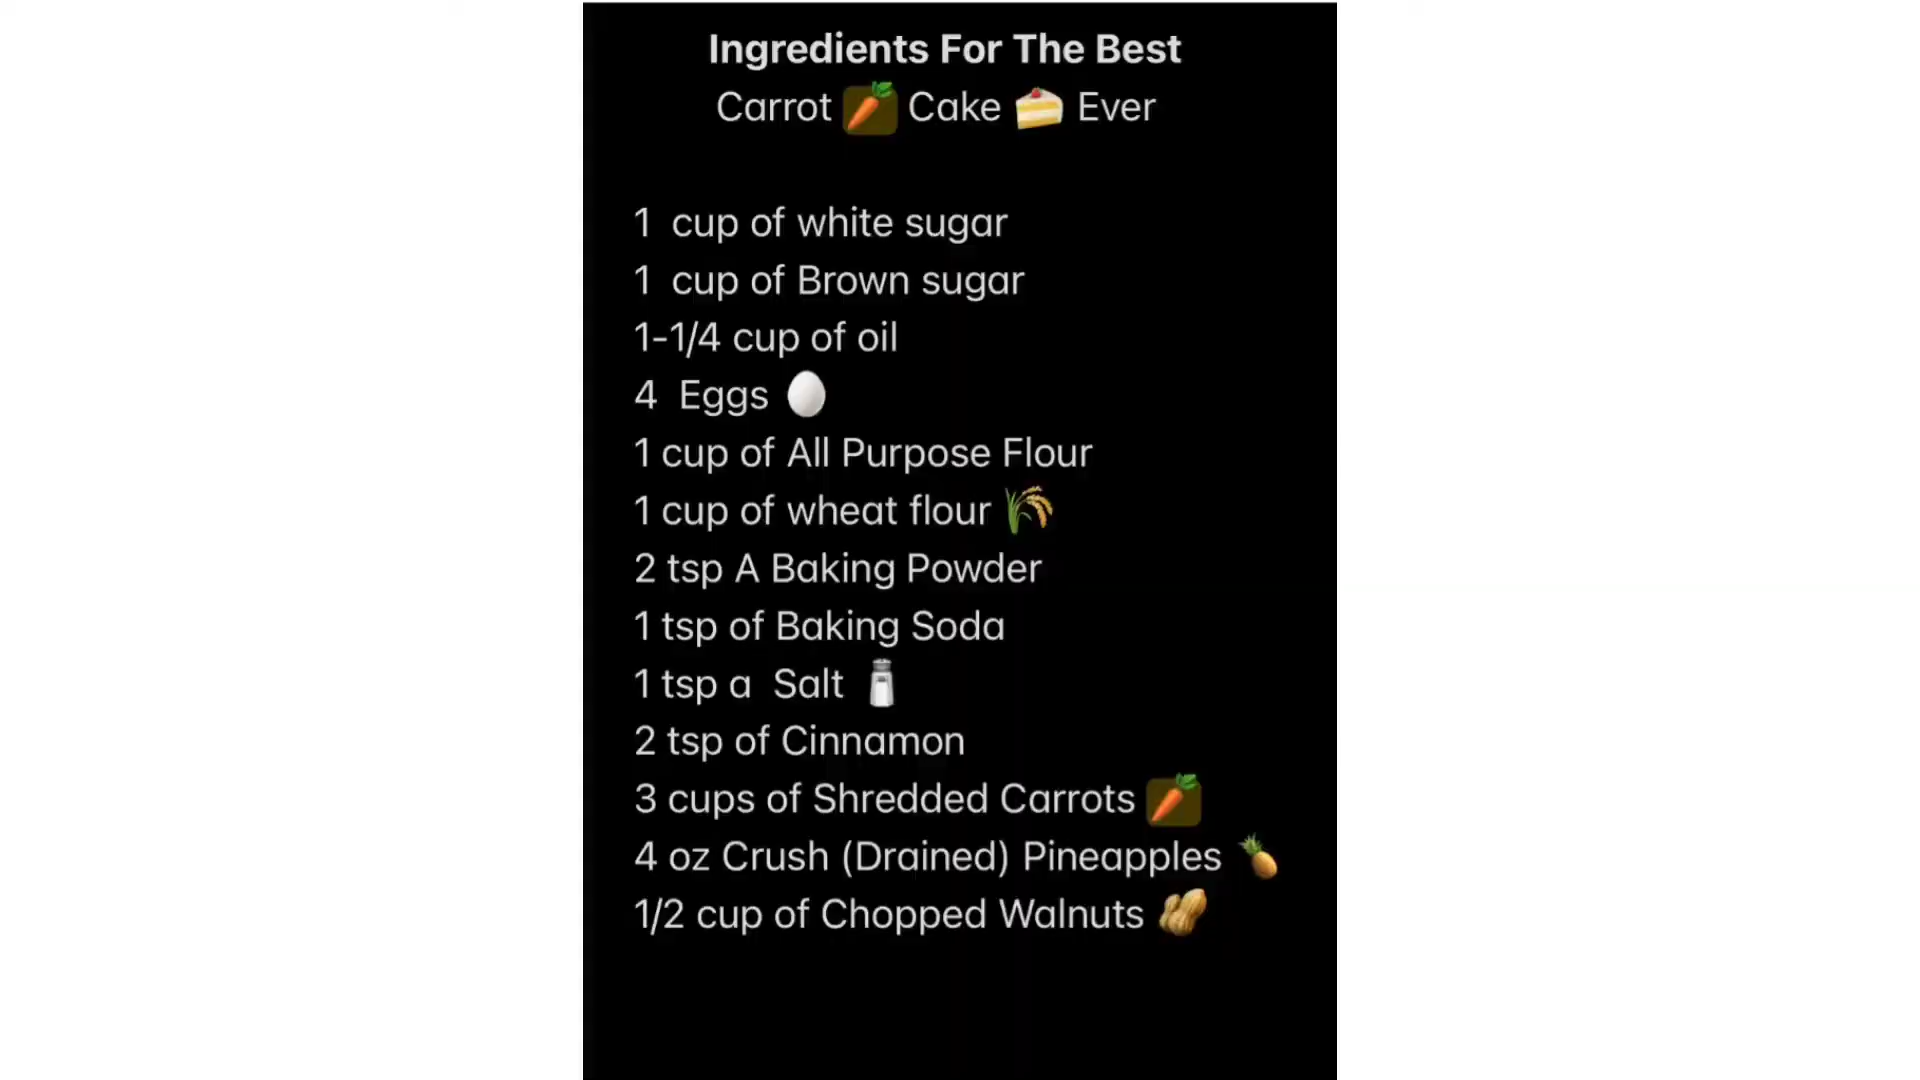 Ingredients For The Best
Carrot 🥕 Cake 🍰 Ever
1 cup of white sugar
1 cup of Brown sugar
1-1/4 cup of oil
4 Eggs 🥚
1 cup of All Purpose Flour
1 cup of wheat flour 🌾
2 tsp A Baking Powder
1 tsp of Baking Soda
1 tsp a Salt 🧂
2 tsp of Cinnamon
3 cups of Shredded Carrots 🥕
4 oz Crush (Drained) Pineapples 🍍
1/2 cup of Chopped Walnuts 🥜